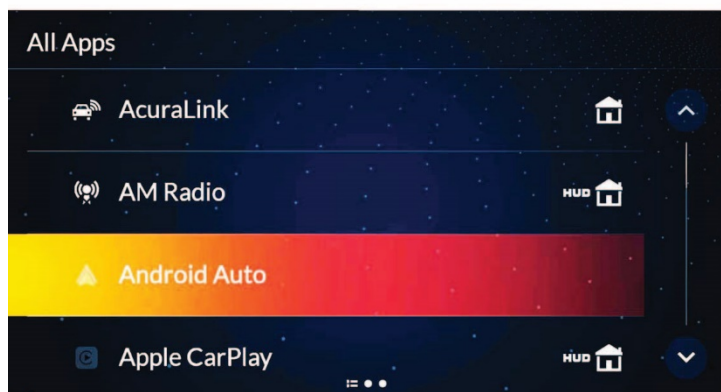 All Apps
AcuraLink
AM Radio
HUD
Android Auto
Apple CarPlay
HUD